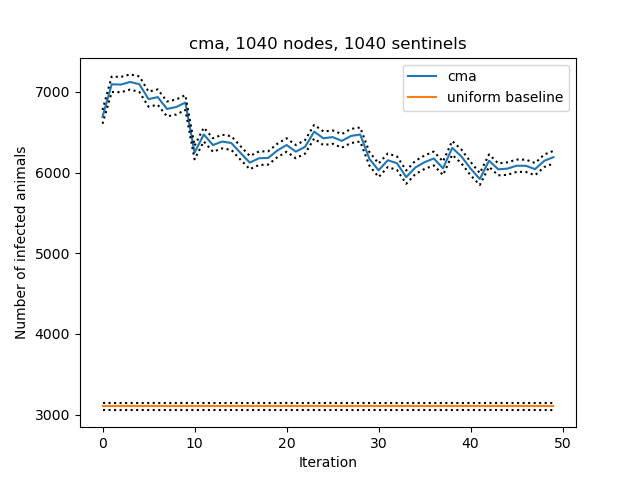 cma, 1040 nodes, 1040 sentinels
cma
uniform baseline
Number of infected animals
7000
6000
5000
4000
3000
0 10 20 30 40 50
Iteration